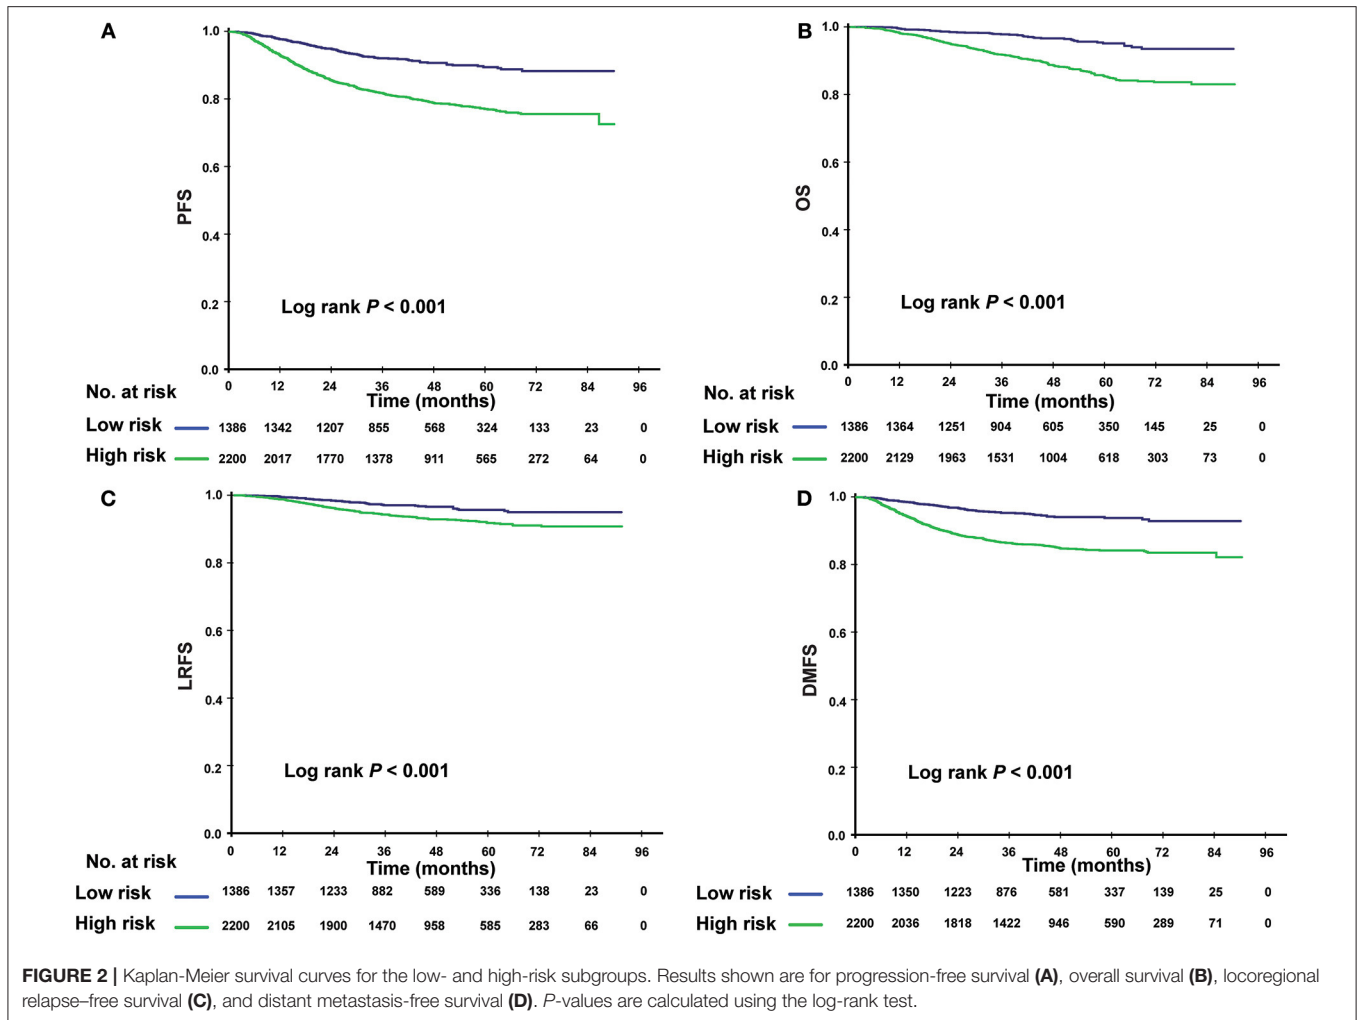 A
1.0
0.8
0.6
0.4
0.2
0.0
PFS
Log rank P < 0.001
0 12 24 36 48 60 72 84 96
Time (months)
No. at risk
Low risk 1386 1342 1207 855 568 324 133 23 0
High risk 2200 2017 1770 1378 911 565 272 64 0
B
1.0
0.8
0.6
0.4
0.2
0.0
OS
Log rank P < 0.001
0 12 24 36 48 60 72 84 96
Time (months)
No. at risk
Low risk 1386 1364 1251 904 605 350 145 25 0
High risk 2200 2129 1963 1531 1004 618 303 73 0
C
1.0
0.8
0.6
0.4
0.2
0.0
LRFS
Log rank P < 0.001
0 12 24 36 48 60 72 84 96
Time (months)
No. at risk
Low risk 1386 1357 1233 882 589 336 138 23 0
High risk 2200 2105 1900 1470 958 585 283 66 0
D
1.0
0.8
0.6
0.4
0.2
0.0
DMFS
Log rank P < 0.001
0 12 24 36 48 60 72 84 96
Time (months)
No. at risk
Low risk 1386 1350 1223 876 581 337 139 25 0
High risk 2200 2036 1818 1422 946 590 289 71 0
FIGURE 2 | Kaplan-Meier survival curves for the low- and high-risk subgroups. Results shown are for progression-free survival (A), overall survival (B), locoregional
relapse–free survival (C), and distant metastasis-free survival (D). P-values are calculated using the log-rank test.